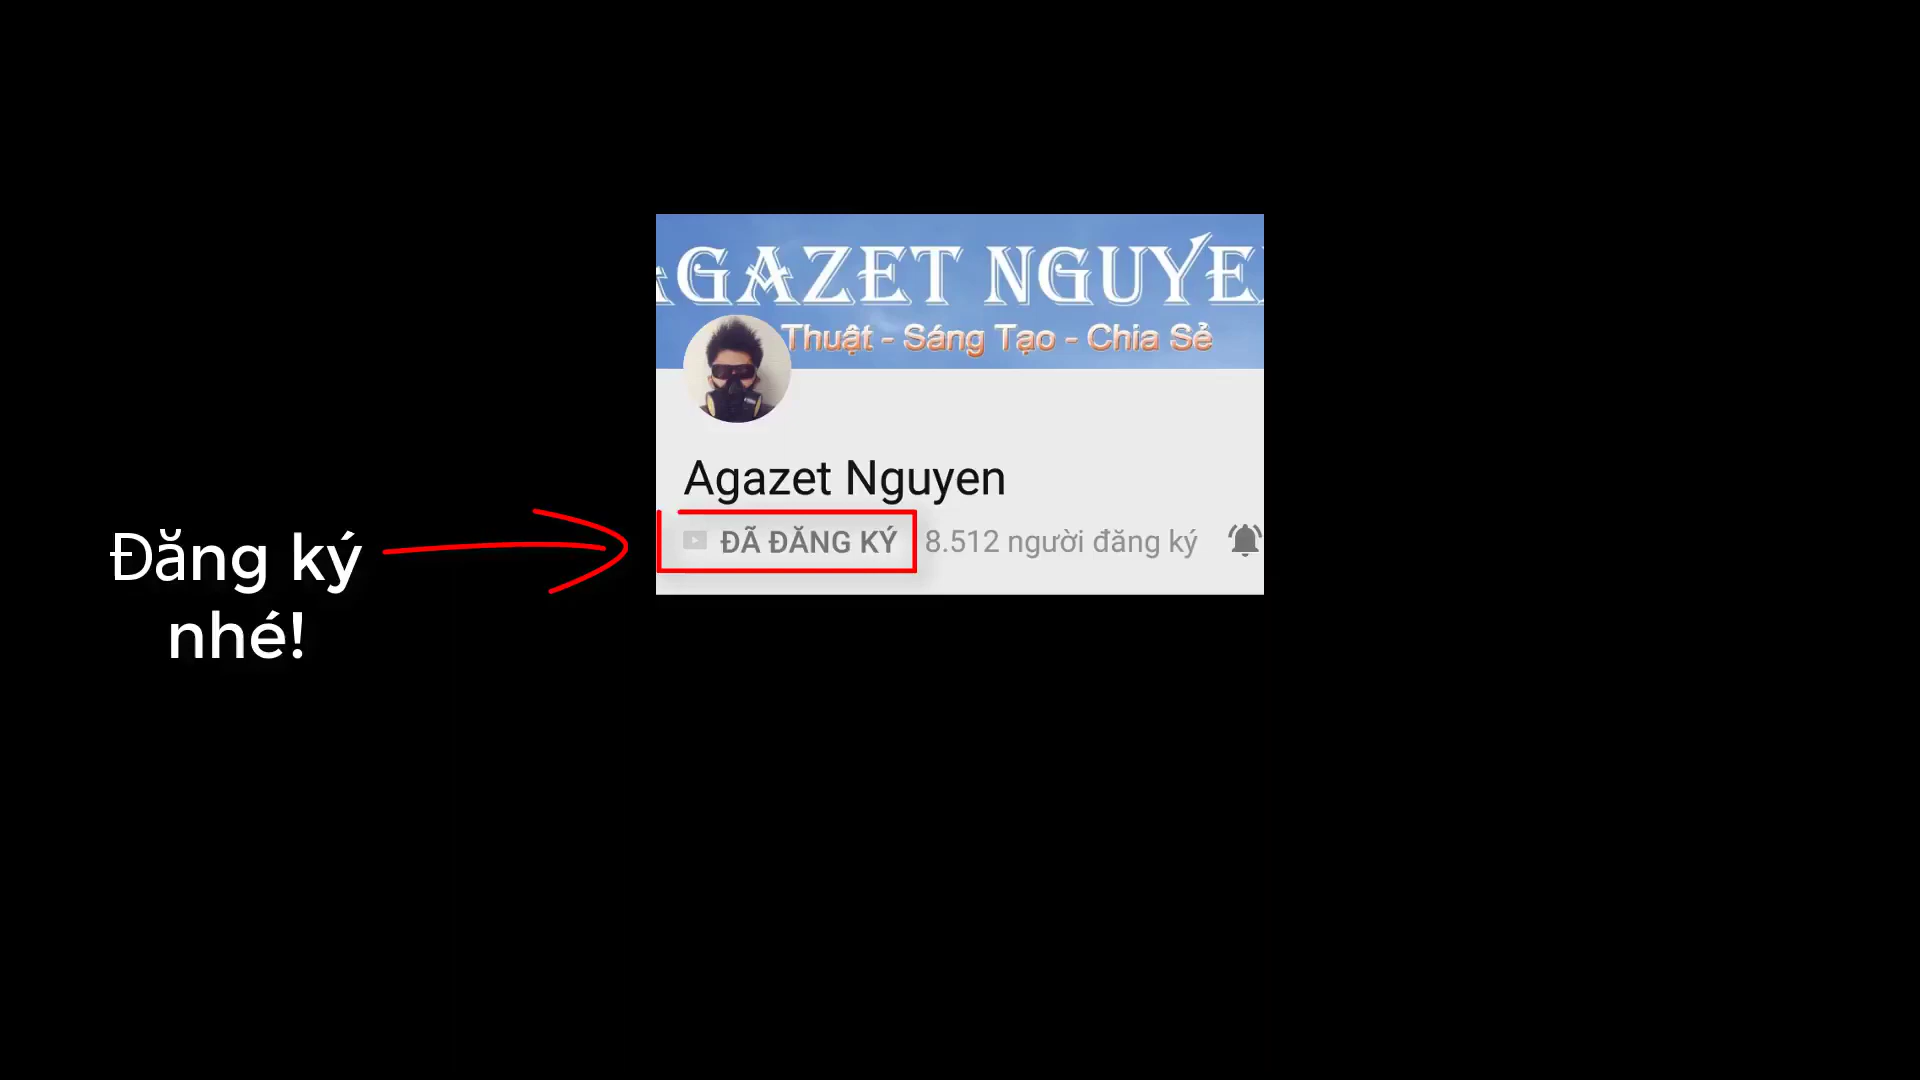 AGAZET NGUYE
Thuật - Sáng Tạo - Chia Sẻ
Agazet Nguyen
ĐÃ ĐĂNG KÝ 8.512 người đăng ký
Đăng ký
nhé!